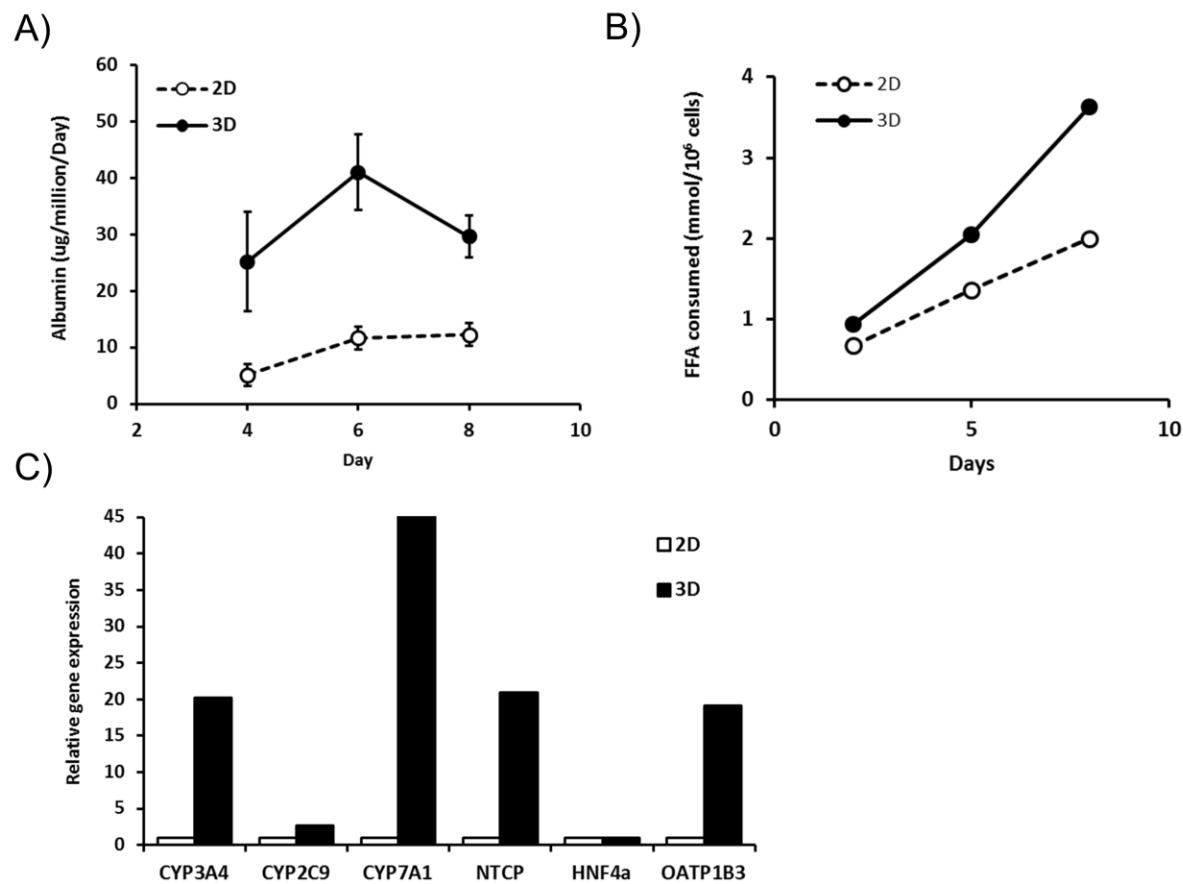 A)
60
50
40
30
20
10
0
2
4
6
8
10
Albumin (ug/million/Day)
Day
2D
3D
B)
4
3
2
1
0
0
5
10
FFA consumed (mmol/10⁶ cells)
Days
2D
3D
C)
45
40
35
30
25
20
15
10
5
0
Relative gene expression
2D
3D
CYP3A4
CYP2C9
CYP7A1
NTCP
HNF4a
OATP1B3